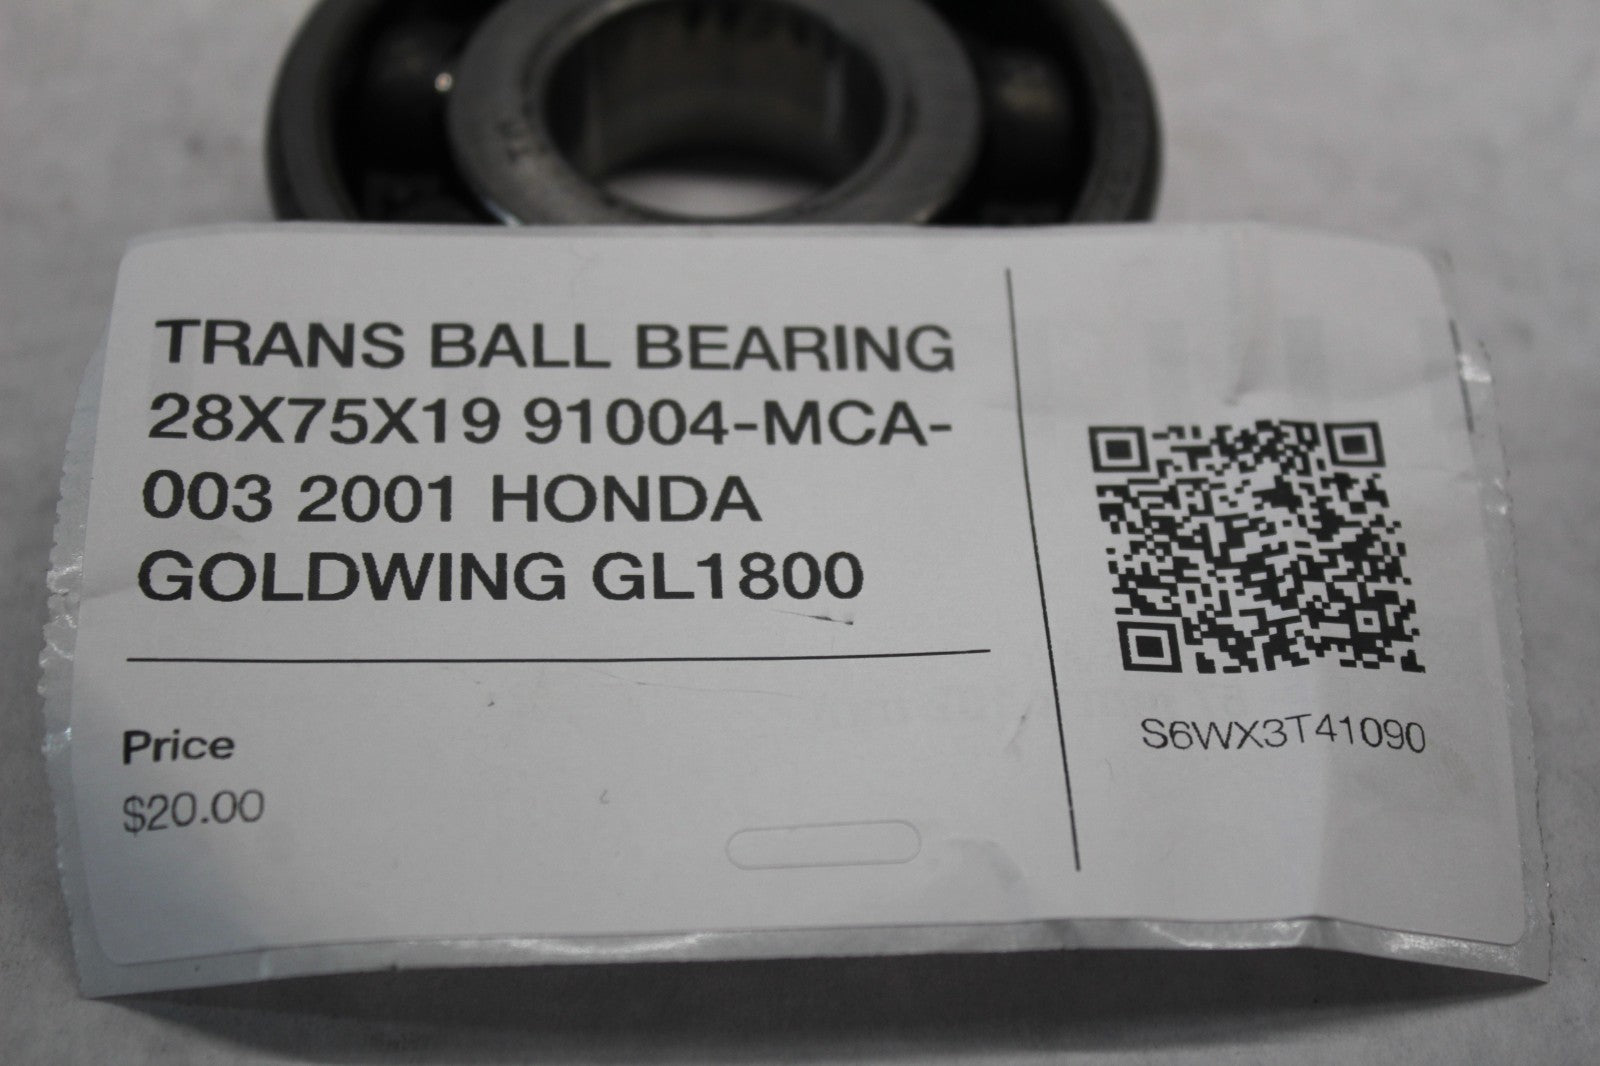 TRANS BALL BEARING
28X75X19 91004-MCA-
003 2001 HONDA
GOLDWING GL1800
Price
$20.00
S6WX3T41090